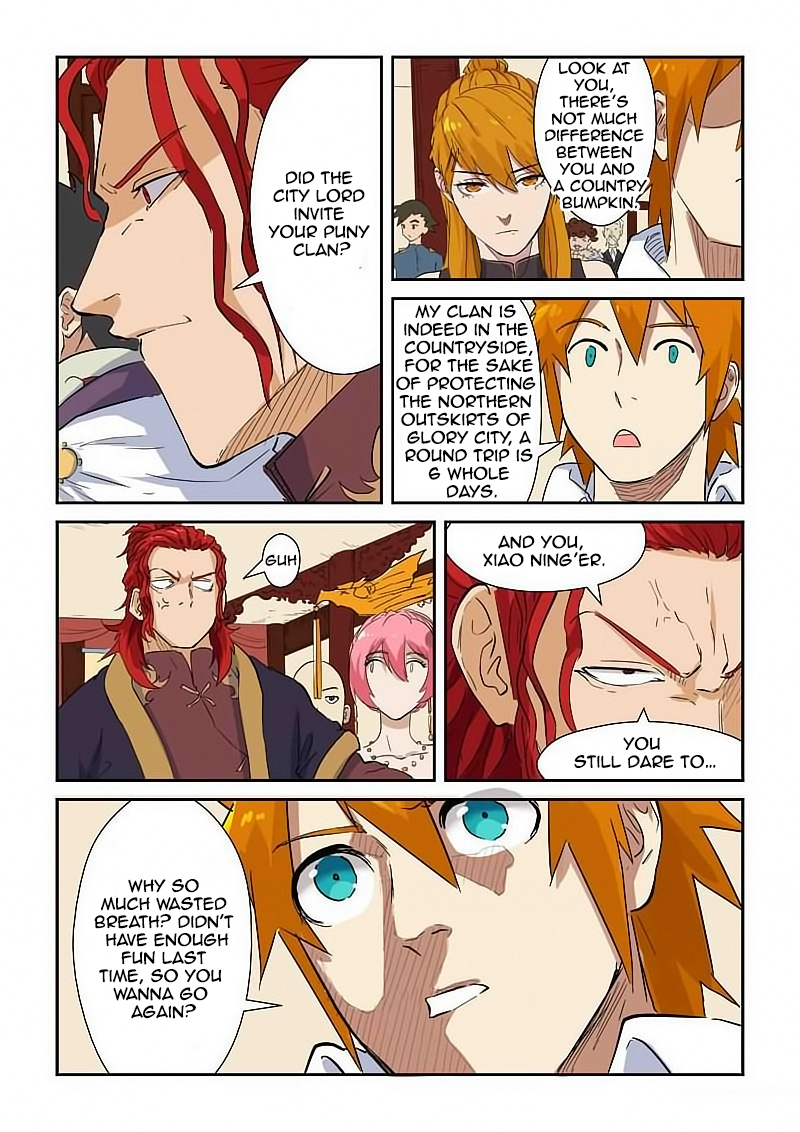 DID THE
CITY LORD
INVITE
YOUR PUNY
CLAN?
LOOK AT
YOU,
THERE'S
NOT MUCH
DIFFERENCE
BETWEEN
YOU AND
A COUNTRY
BUMPKIN.
MY CLAN IS
INDEED IN THE
COUNTRYSIDE,
FOR THE SAKE
OF PROTECTING
THE NORTHERN
OUTSKIRTS OF
GLORY CITY, A
ROUND TRIP IS
6 WHOLE
DAYS.
GUH
AND YOU,
XIAO NING'ER.
YOU
STILL DARE TO...
WHY SO
MUCH WASTED
BREATH? DIDN'T
HAVE ENOUGH
FUN LAST
TIME, SO YOU
WANNA GO
AGAIN?